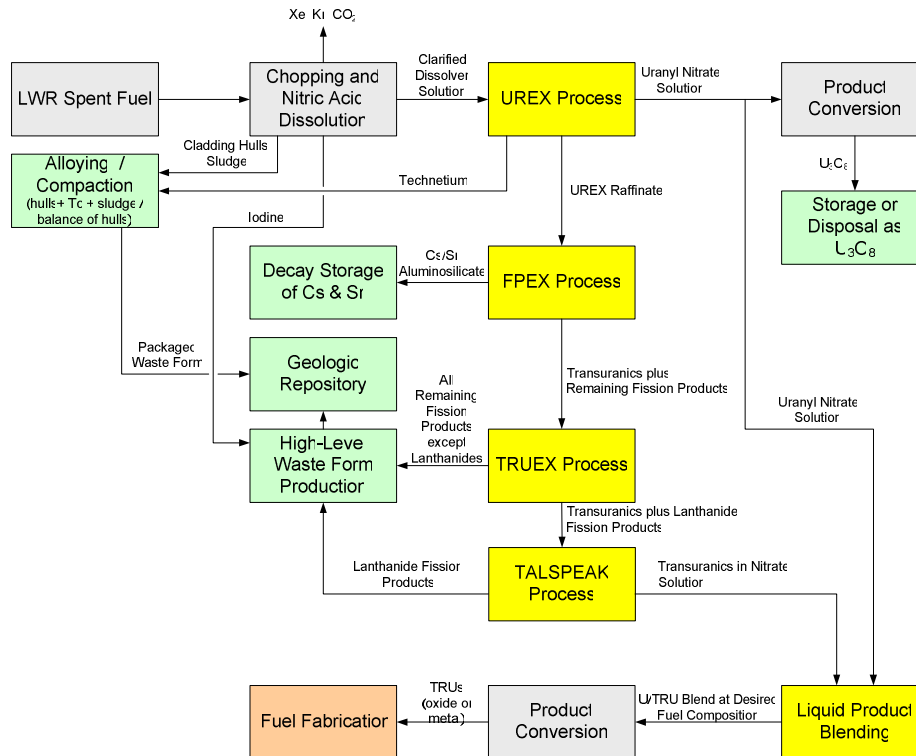 Xe Kr CO₂
LWR Spent Fuel
Chopping and
Nitric Acid
Dissolution
Clarified
Dissolver
Solution
UREX Process
Uranyl Nitrate
Solution
Product
Conversion
Cladding Hulls
Sludge
Alloying /
Compaction
(hulls + Tc + sludge /
balance of hulls)
Technetium
UREX Raffinate
U₃O₈
Storage or
Disposal as
U₃O₈
Iodine
Decay Storage
of Cs & Sr
Cs/Sr
Aluminosilicate
FPEX Process
Packaged
Waste Form
Geologic
Repository
Transuranics plus
Remaining Fission Products
All
Remaining
Fission
Products
except
Lanthanides
Uranyl Nitrate
Solution
High-Level
Waste Form
Production
TRUEX Process
Transuranics plus Lanthanide
Fission Products
Lanthanide Fission
Products
TALSPEAK
Process
Transuranics in Nitrate
Solution
Fuel Fabrication
TRUs
(oxide or
metal)
Product
Conversion
U/TRU Blend at Desired
Fuel Composition
Liquid Product
Blending